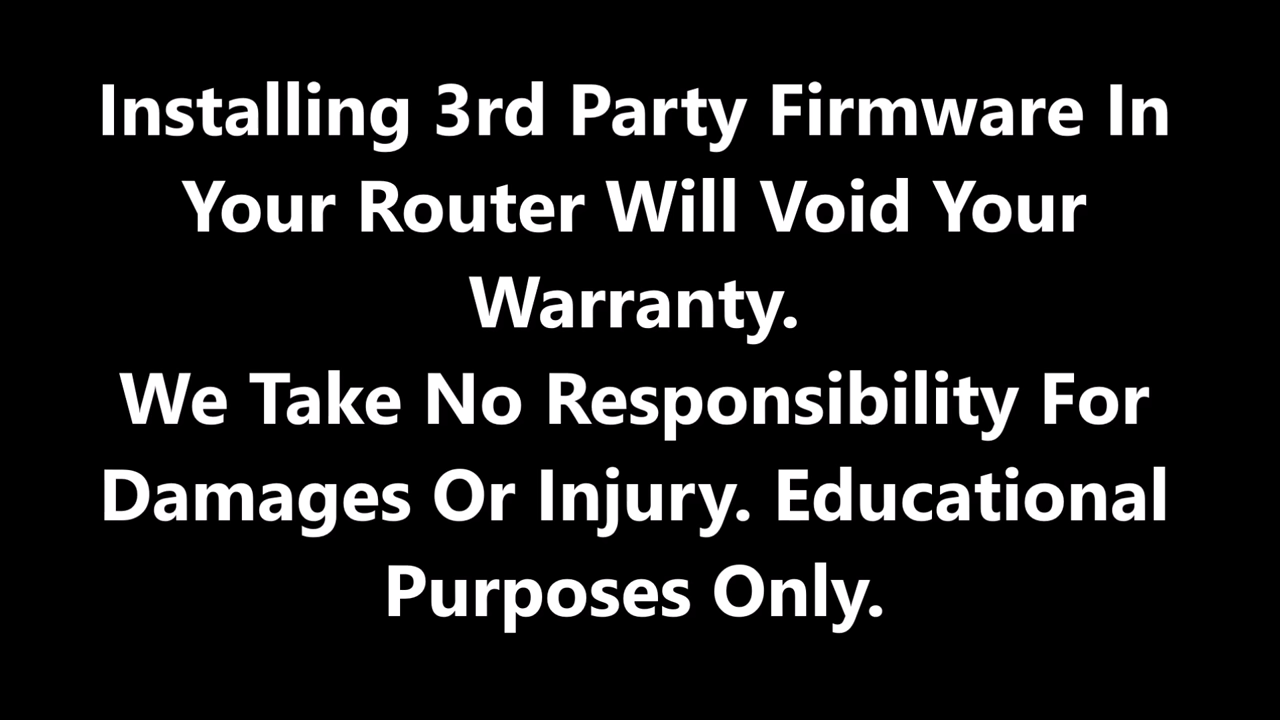 Installing 3rd Party Firmware In
Your Router Will Void Your
Warranty.
We Take No Responsibility For
Damages Or Injury. Educational
Purposes Only.